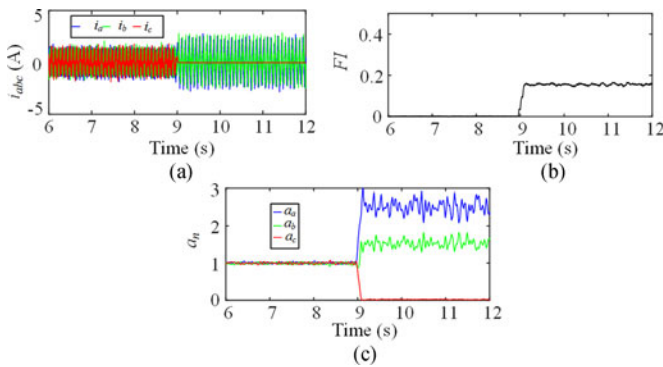 i_a i_b i_c
5
0
-5
i_abc (A)
6 7 8 9 10 11 12
Time (s)
(a)
0.4
0.2
0
FI
6 7 8 9 10 11 12
Time (s)
(b)
3
2
1
0
a_n
a_a
a_b
a_c
6 7 8 9 10 11 12
Time (s)
(c)